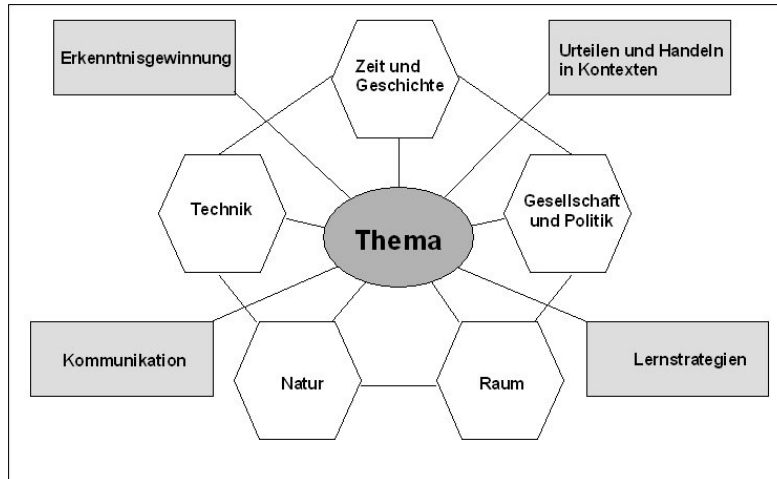 Erkenntnisgewinnung
Zeit und
Geschichte
Urteilen und Handeln
in Kontexten
Technik
Thema
Gesellschaft
und Politik
Kommunikation
Natur
Raum
Lernstrategien